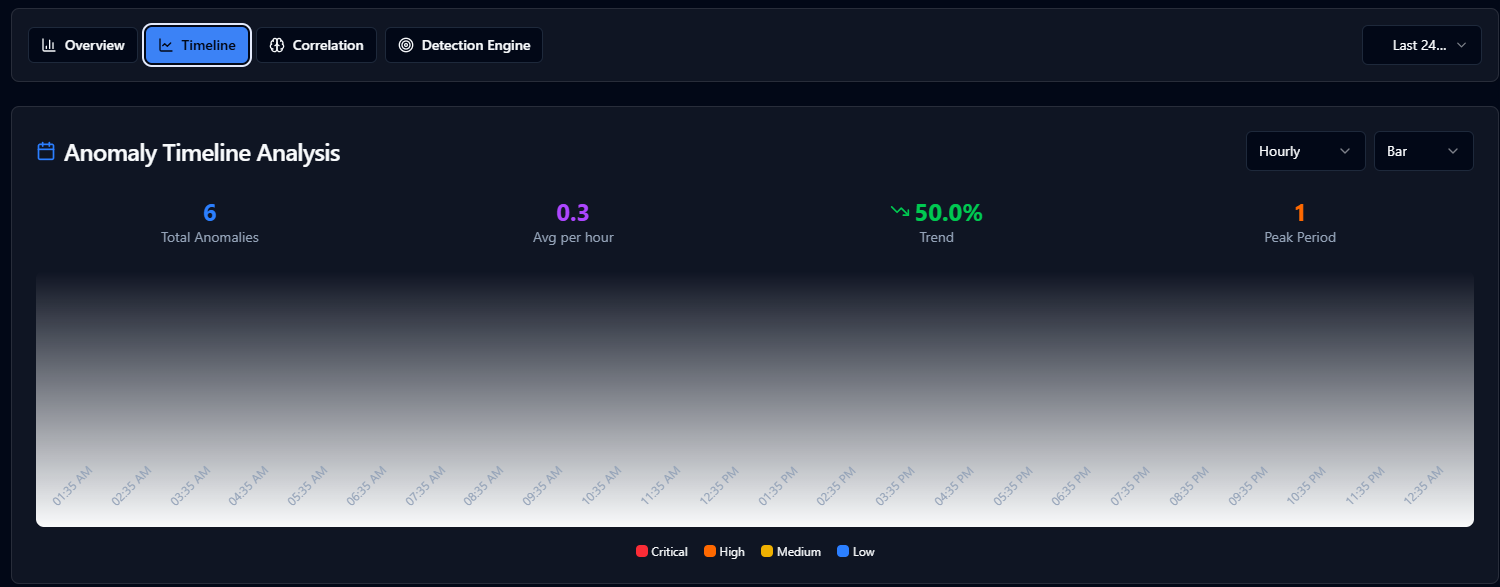 Overview Timeline Correlation Detection Engine Last 24...
Anomaly Timeline Analysis Hourly Bar
6 0.3 50.0% 1
Total Anomalies Avg per hour Trend Peak Period
01:35 AM 02:35 AM 03:35 AM 04:35 AM 05:35 AM 06:35 AM 07:35 AM 08:35 AM 09:35 AM 10:35 AM 11:35 AM 12:35 PM 01:35 PM 02:35 PM 03:35 PM 04:35 PM 05:35 PM 06:35 PM 07:35 PM 08:35 PM 09:35 PM 10:35 PM 11:35 PM 12:35 AM
Critical High Medium Low